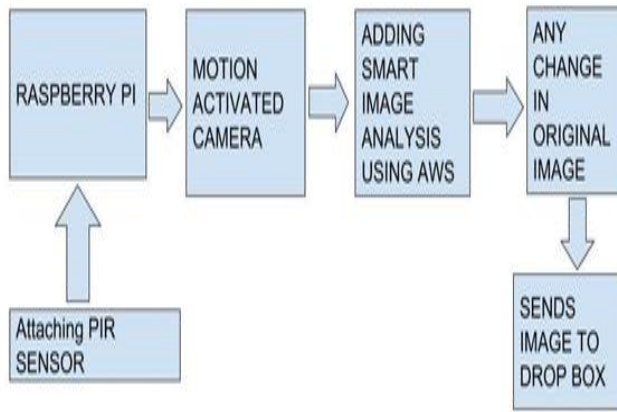 RASPBERRY PI
MOTION
ACTIVATED
CAMERA
ADDING
SMART
IMAGE
ANALYSIS
USING AWS
ANY
CHANGE
IN
ORIGINAL
IMAGE
Attaching PIR
SENSOR
SENDS
IMAGE TO
DROP BOX